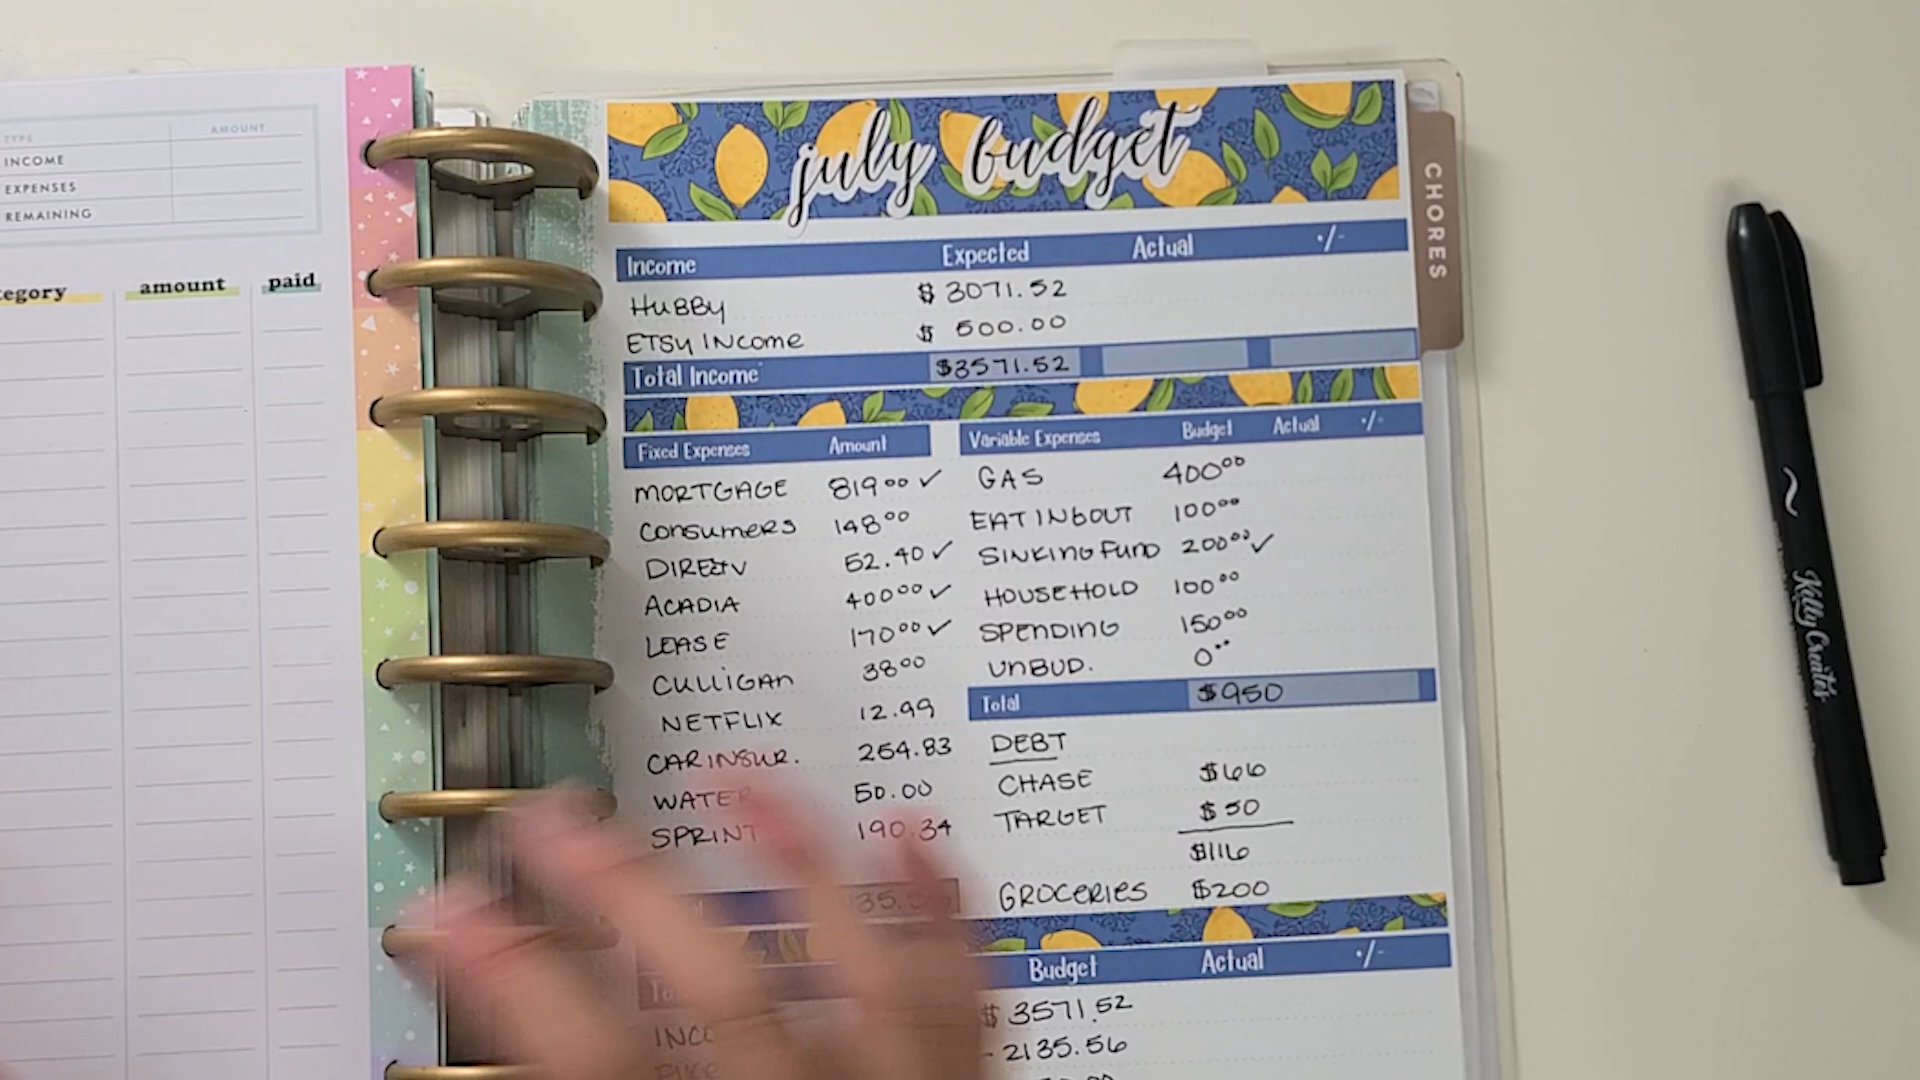 TYPE AMOUNT
INCOME
EXPENSES
REMAINING
tegory amount paid
july budget
CHORES
Income Expected Actual +/-
HUBBY $ 3071.52
ETSY INCOME $ 500.00
Total Income $3571.52
Fixed Expenses Amount
MORTGAGE 819.00 ✓
CONSUMERS 148.00
DIRECTV 52.40 ✓
ACADIA 400.00 ✓
LEASE 170.00 ✓
CULLIGAN 38.00
NETFLIX 12.99
CAR INSUR. 254.83
WATER 50.00
SPRINT 190.34
Variable Expenses Budget Actual +/-
GAS 400.00
EAT IN&OUT 100.00
SINKING FUND 200.00 ✓
HOUSEHOLD 100.00
SPENDING 150.00
UNBUD. 0..
Total $950
DEBT
CHASE $66
TARGET $50
$116
GROCERIES $200
Budget Actual +/-
$ 3571.52
- 2135.56
Kelly Creates